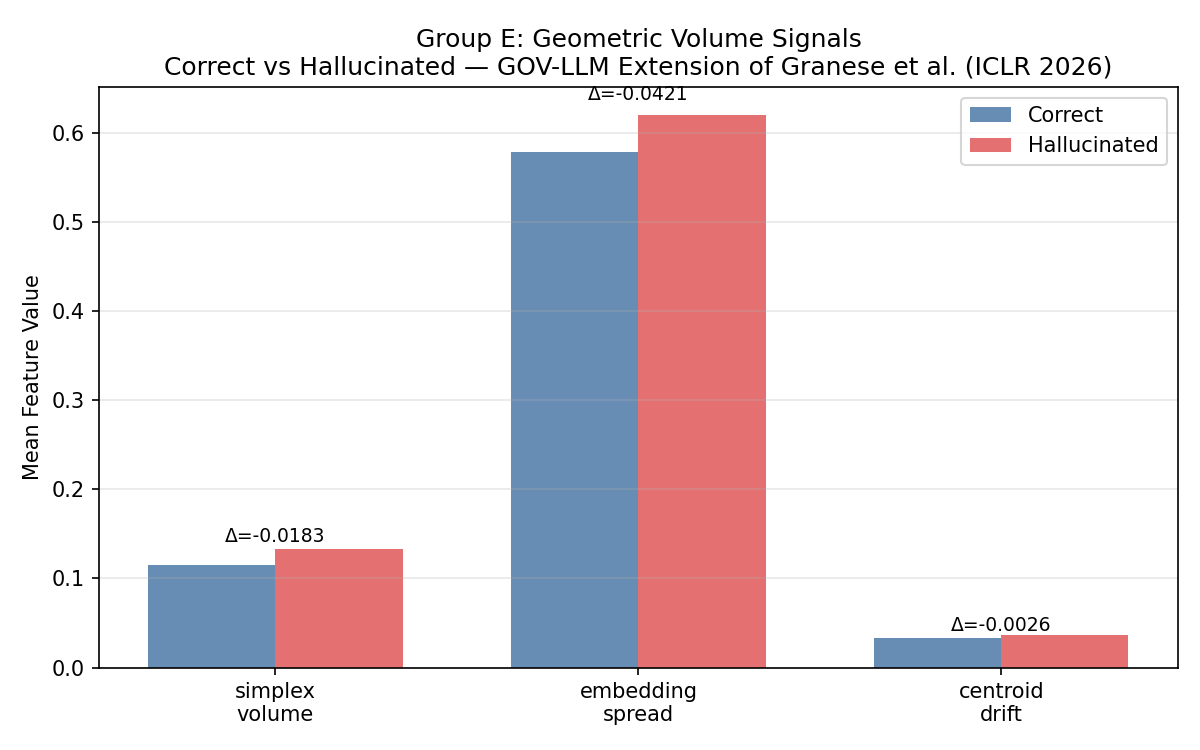 Group E: Geometric Volume Signals
Correct vs Hallucinated — GOV-LLM Extension of Granese et al. (ICLR 2026)
Δ=-0.0421
Correct
Hallucinated
0.6
0.5
0.4
0.3
0.2
0.1
0.0
Mean Feature Value
Δ=-0.0183
Δ=-0.0026
simplex
volume
embedding
spread
centroid
drift